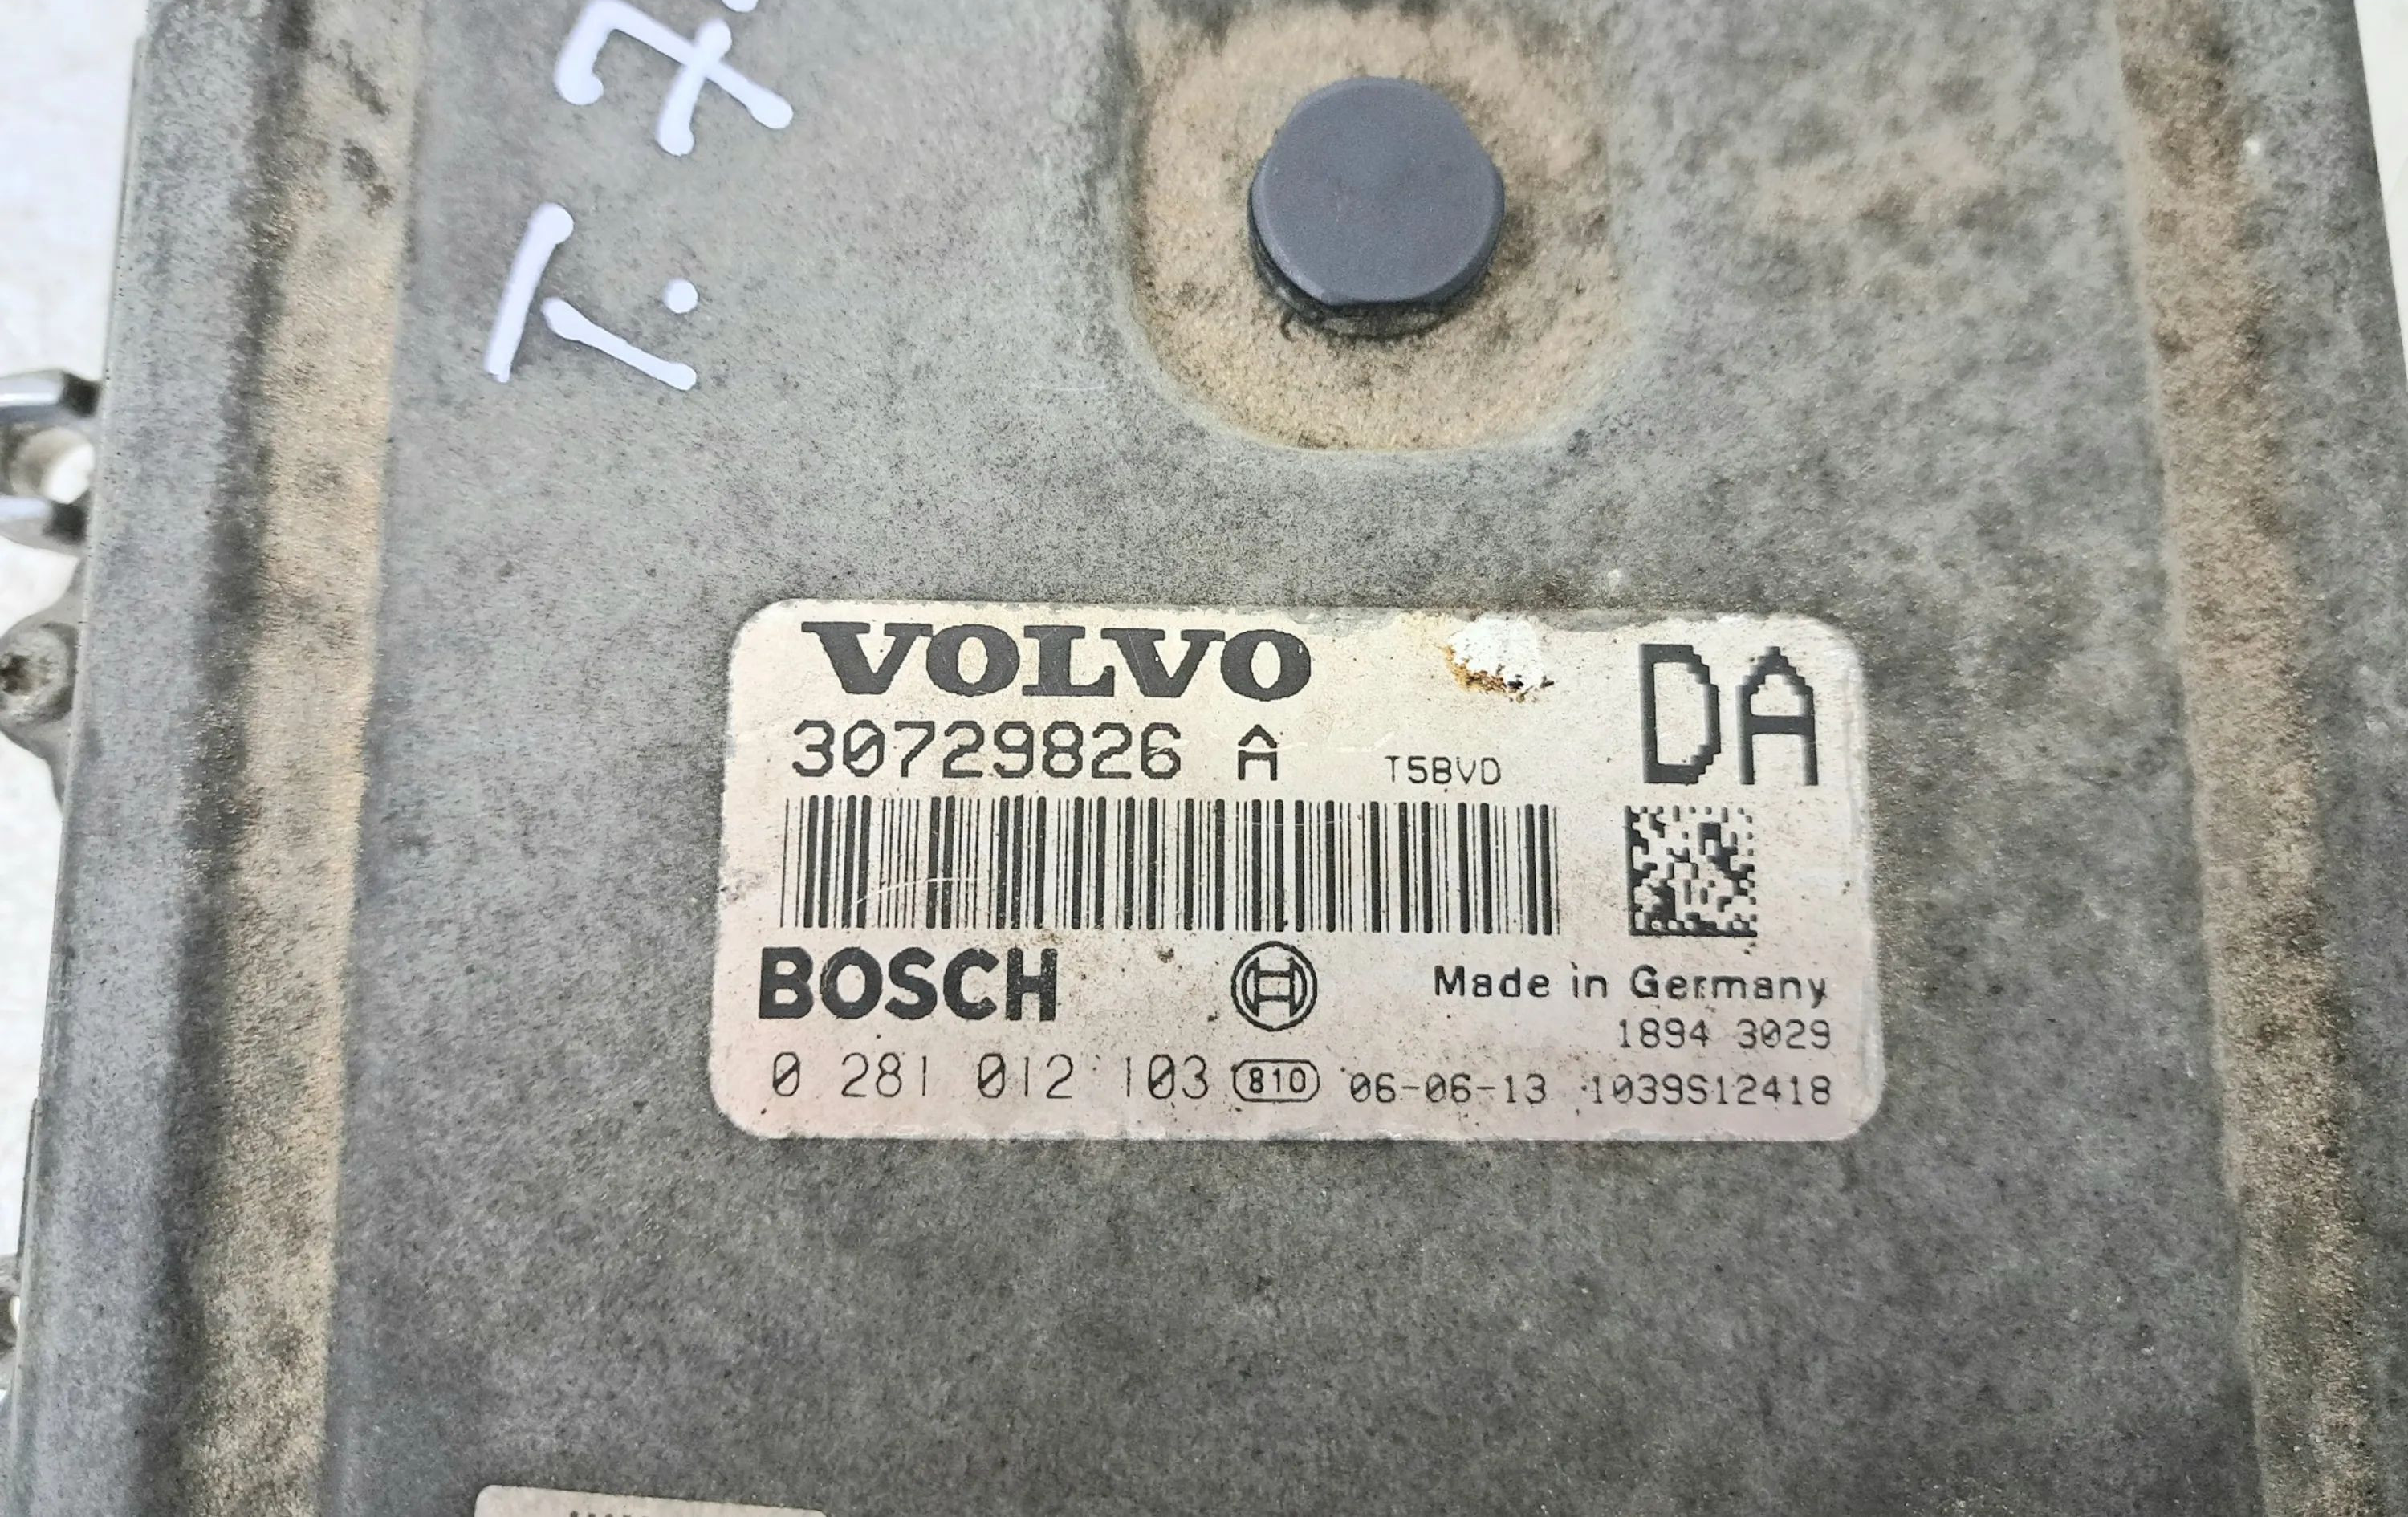 T.7.
VOLVO
DA
30729826 A T5BVD
BOSCH
Made in Germany
1894 3029
0 281 012 103 810 06-06-13 1039S12418